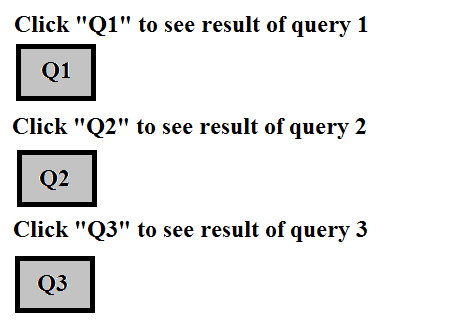 Click "Q1" to see result of query 1
Q1
Click "Q2" to see result of query 2
Q2
Click "Q3" to see result of query 3
Q3